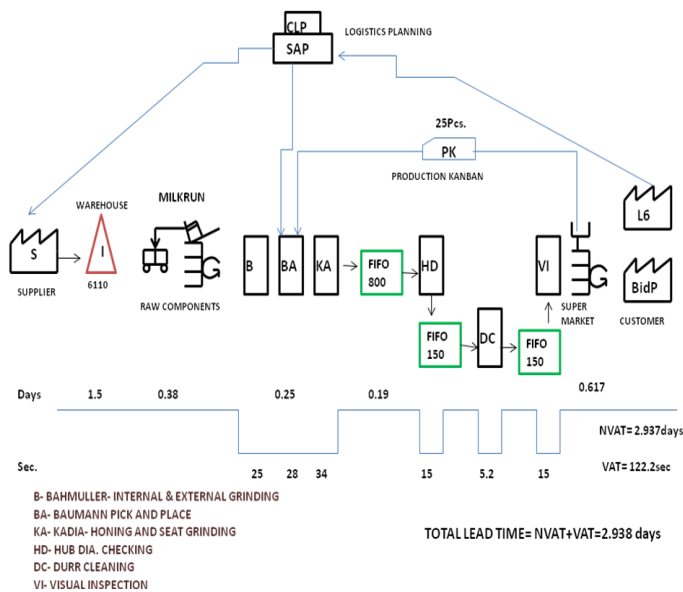 CLP
SAP
LOGISTICS PLANNING
25Pcs.
PK
PRODUCTION KANBAN
L6
WAREHOUSE
MILKRUN
S
I
B
BA
KA
FIFO
800
HD
VI
G
G
BidP
SUPPLIER
6110
RAW COMPONENTS
SUPER
MARKET
CUSTOMER
FIFO
150
DC
FIFO
150
Days 1.5 0.38 0.25 0.19 0.617
NVAT=2.937days
Sec. 25 28 34 15 5.2 15 VAT=122.2sec
B- BAHMULLER- INTERNAL & EXTERNAL GRINDING
BA- BAUMANN PICK AND PLACE
KA- KADIA- HONING AND SEAT GRINDING
HD- HUB DIA. CHECKING
DC- DURR CLEANING
VI- VISUAL INSPECTION
TOTAL LEAD TIME= NVAT+VAT=2.938 days